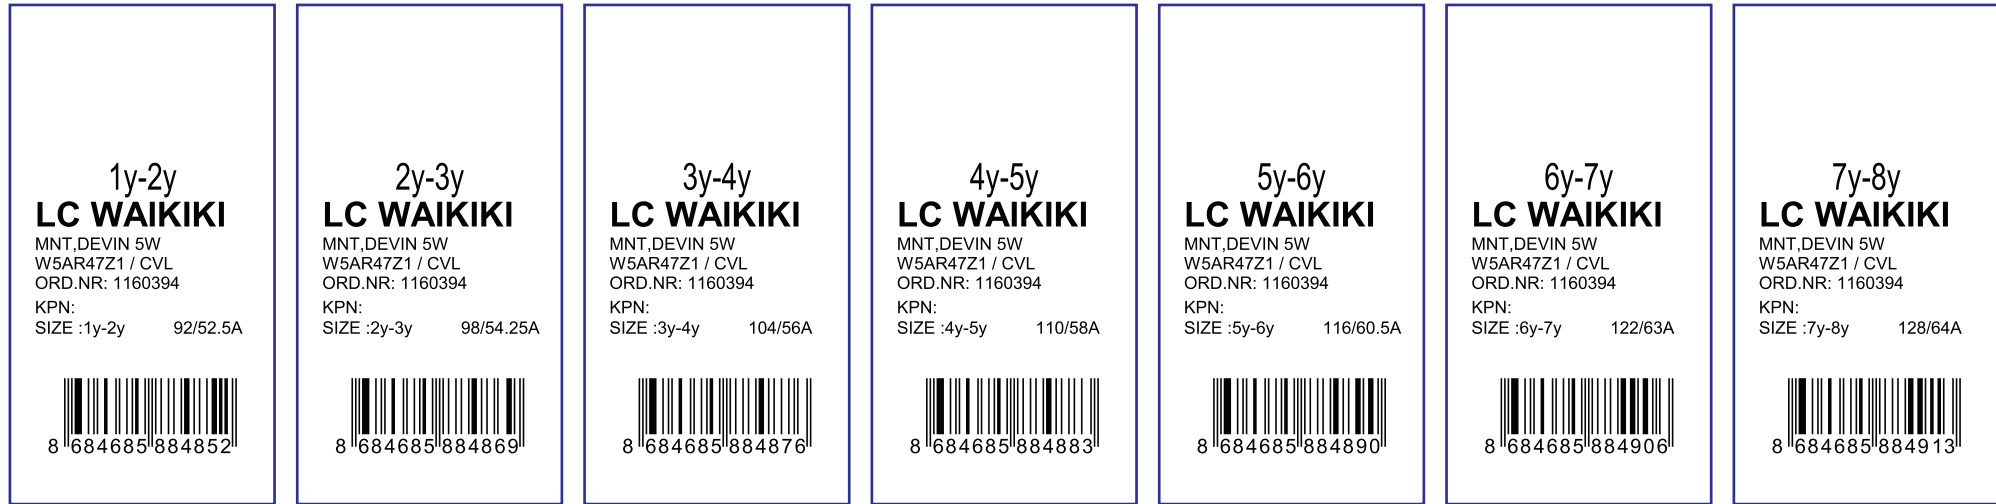 1y-2y
LC WAIKIKI
MNT,DEVIN 5W
W5AR47Z1 / CVL
ORD.NR: 1160394
KPN:
SIZE :1y-2y 92/52.5A
8 684685 884852
2y-3y
LC WAIKIKI
MNT,DEVIN 5W
W5AR47Z1 / CVL
ORD.NR: 1160394
KPN:
SIZE :2y-3y 98/54.25A
8 684685 884869
3y-4y
LC WAIKIKI
MNT,DEVIN 5W
W5AR47Z1 / CVL
ORD.NR: 1160394
KPN:
SIZE :3y-4y 104/56A
8 684685 884876
4y-5y
LC WAIKIKI
MNT,DEVIN 5W
W5AR47Z1 / CVL
ORD.NR: 1160394
KPN:
SIZE :4y-5y 110/58A
8 684685 884883
5y-6y
LC WAIKIKI
MNT,DEVIN 5W
W5AR47Z1 / CVL
ORD.NR: 1160394
KPN:
SIZE :5y-6y 116/60.5A
8 684685 884890
6y-7y
LC WAIKIKI
MNT,DEVIN 5W
W5AR47Z1 / CVL
ORD.NR: 1160394
KPN:
SIZE :6y-7y 122/63A
8 684685 884906
7y-8y
LC WAIKIKI
MNT,DEVIN 5W
W5AR47Z1 / CVL
ORD.NR: 1160394
KPN:
SIZE :7y-8y 128/64A
8 684685 884913